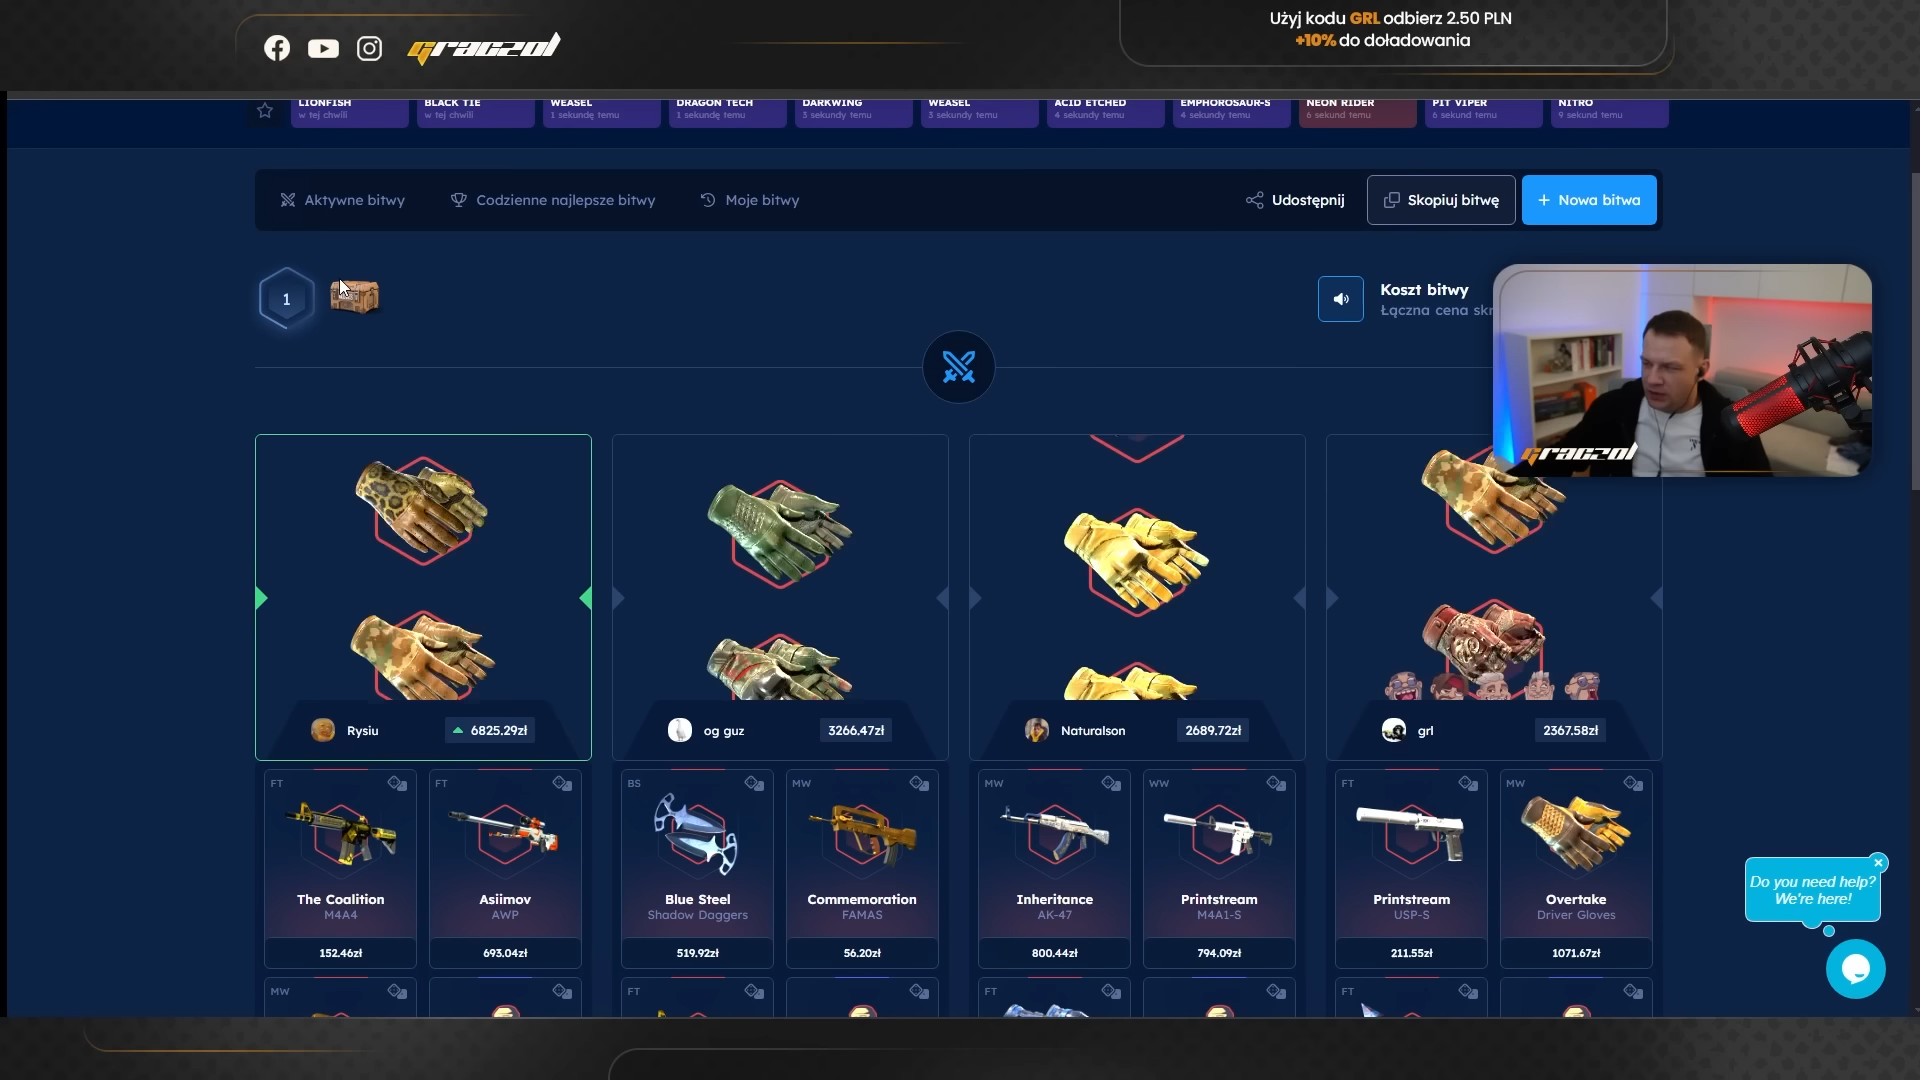 graczol
Użyj kodu GRL odbierz 2.50 PLN
+10% do doładowania
LIONFISH
w tej chwili
BLACK TIE
w tej chwili
WEASEL
1 sekundę temu
DRAGON TECH
1 sekundę temu
DARKWING
3 sekundy temu
WEASEL
3 sekundy temu
ACID ETCHED
4 sekundy temu
EMPHOROSAUR-S
4 sekundy temu
NEON RIDER
6 sekund temu
PIT VIPER
6 sekund temu
NITRO
9 sekund temu
Aktywne bitwy
Codzienne najlepsze bitwy
Moje bitwy
Udostępnij
Skopiuj bitwę
+ Nowa bitwa
1
Koszt bitwy
Łączna cena
graczol
Rysiu
6825.29zł
og guz
3266.47zł
Naturalson
2689.72zł
grl
2367.58zł
FT
The Coalition
M4A4
152.46zł
FT
Asiimov
AWP
693.04zł
BS
Blue Steel
Shadow Daggers
519.92zł
MW
Commemoration
FAMAS
56.20zł
MW
Inheritance
AK-47
800.44zł
WW
Printstream
M4A1-S
794.09zł
FT
Printstream
USP-S
211.55zł
MW
Overtake
Driver Gloves
1071.67zł
MW
FT
FT
FT
Do you need help?
We're here!